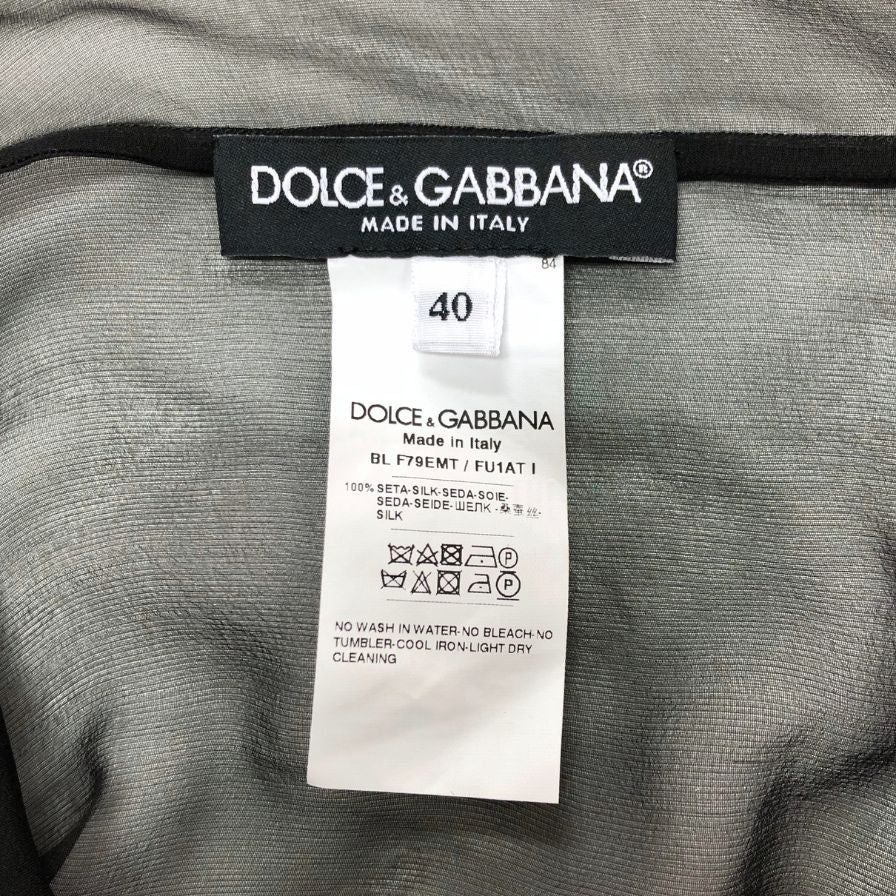 DOLCE & GABBANA®
MADE IN ITALY
84
40
DOLCE & GABBANA
Made in Italy
BL F79EMT / FU1AT I
100% SETA-SILK-SEDA-SOIE-
SEDA-SEIDE-ШЕЛК -桑蚕丝-
SILK
P
P
NO WASH IN WATER-NO BLEACH-NO
TUMBLER-COOL IRON-LIGHT DRY
CLEANING